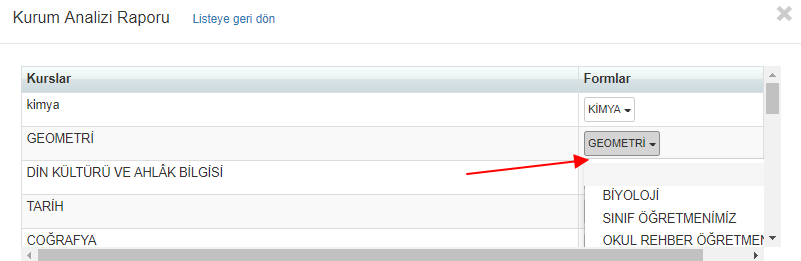 Kurum Analizi Raporu Listeye geri dön
Kurslar Formlar
kimya KİMYA
GEOMETRİ GEOMETRİ
DİN KÜLTÜRÜ VE AHLÂK BİLGİSİ
BİYOLOJİ
TARİH
SINIF ÖĞRETMENİMİZ
COĞRAFYA OKUL REHBER ÖĞRETMEN